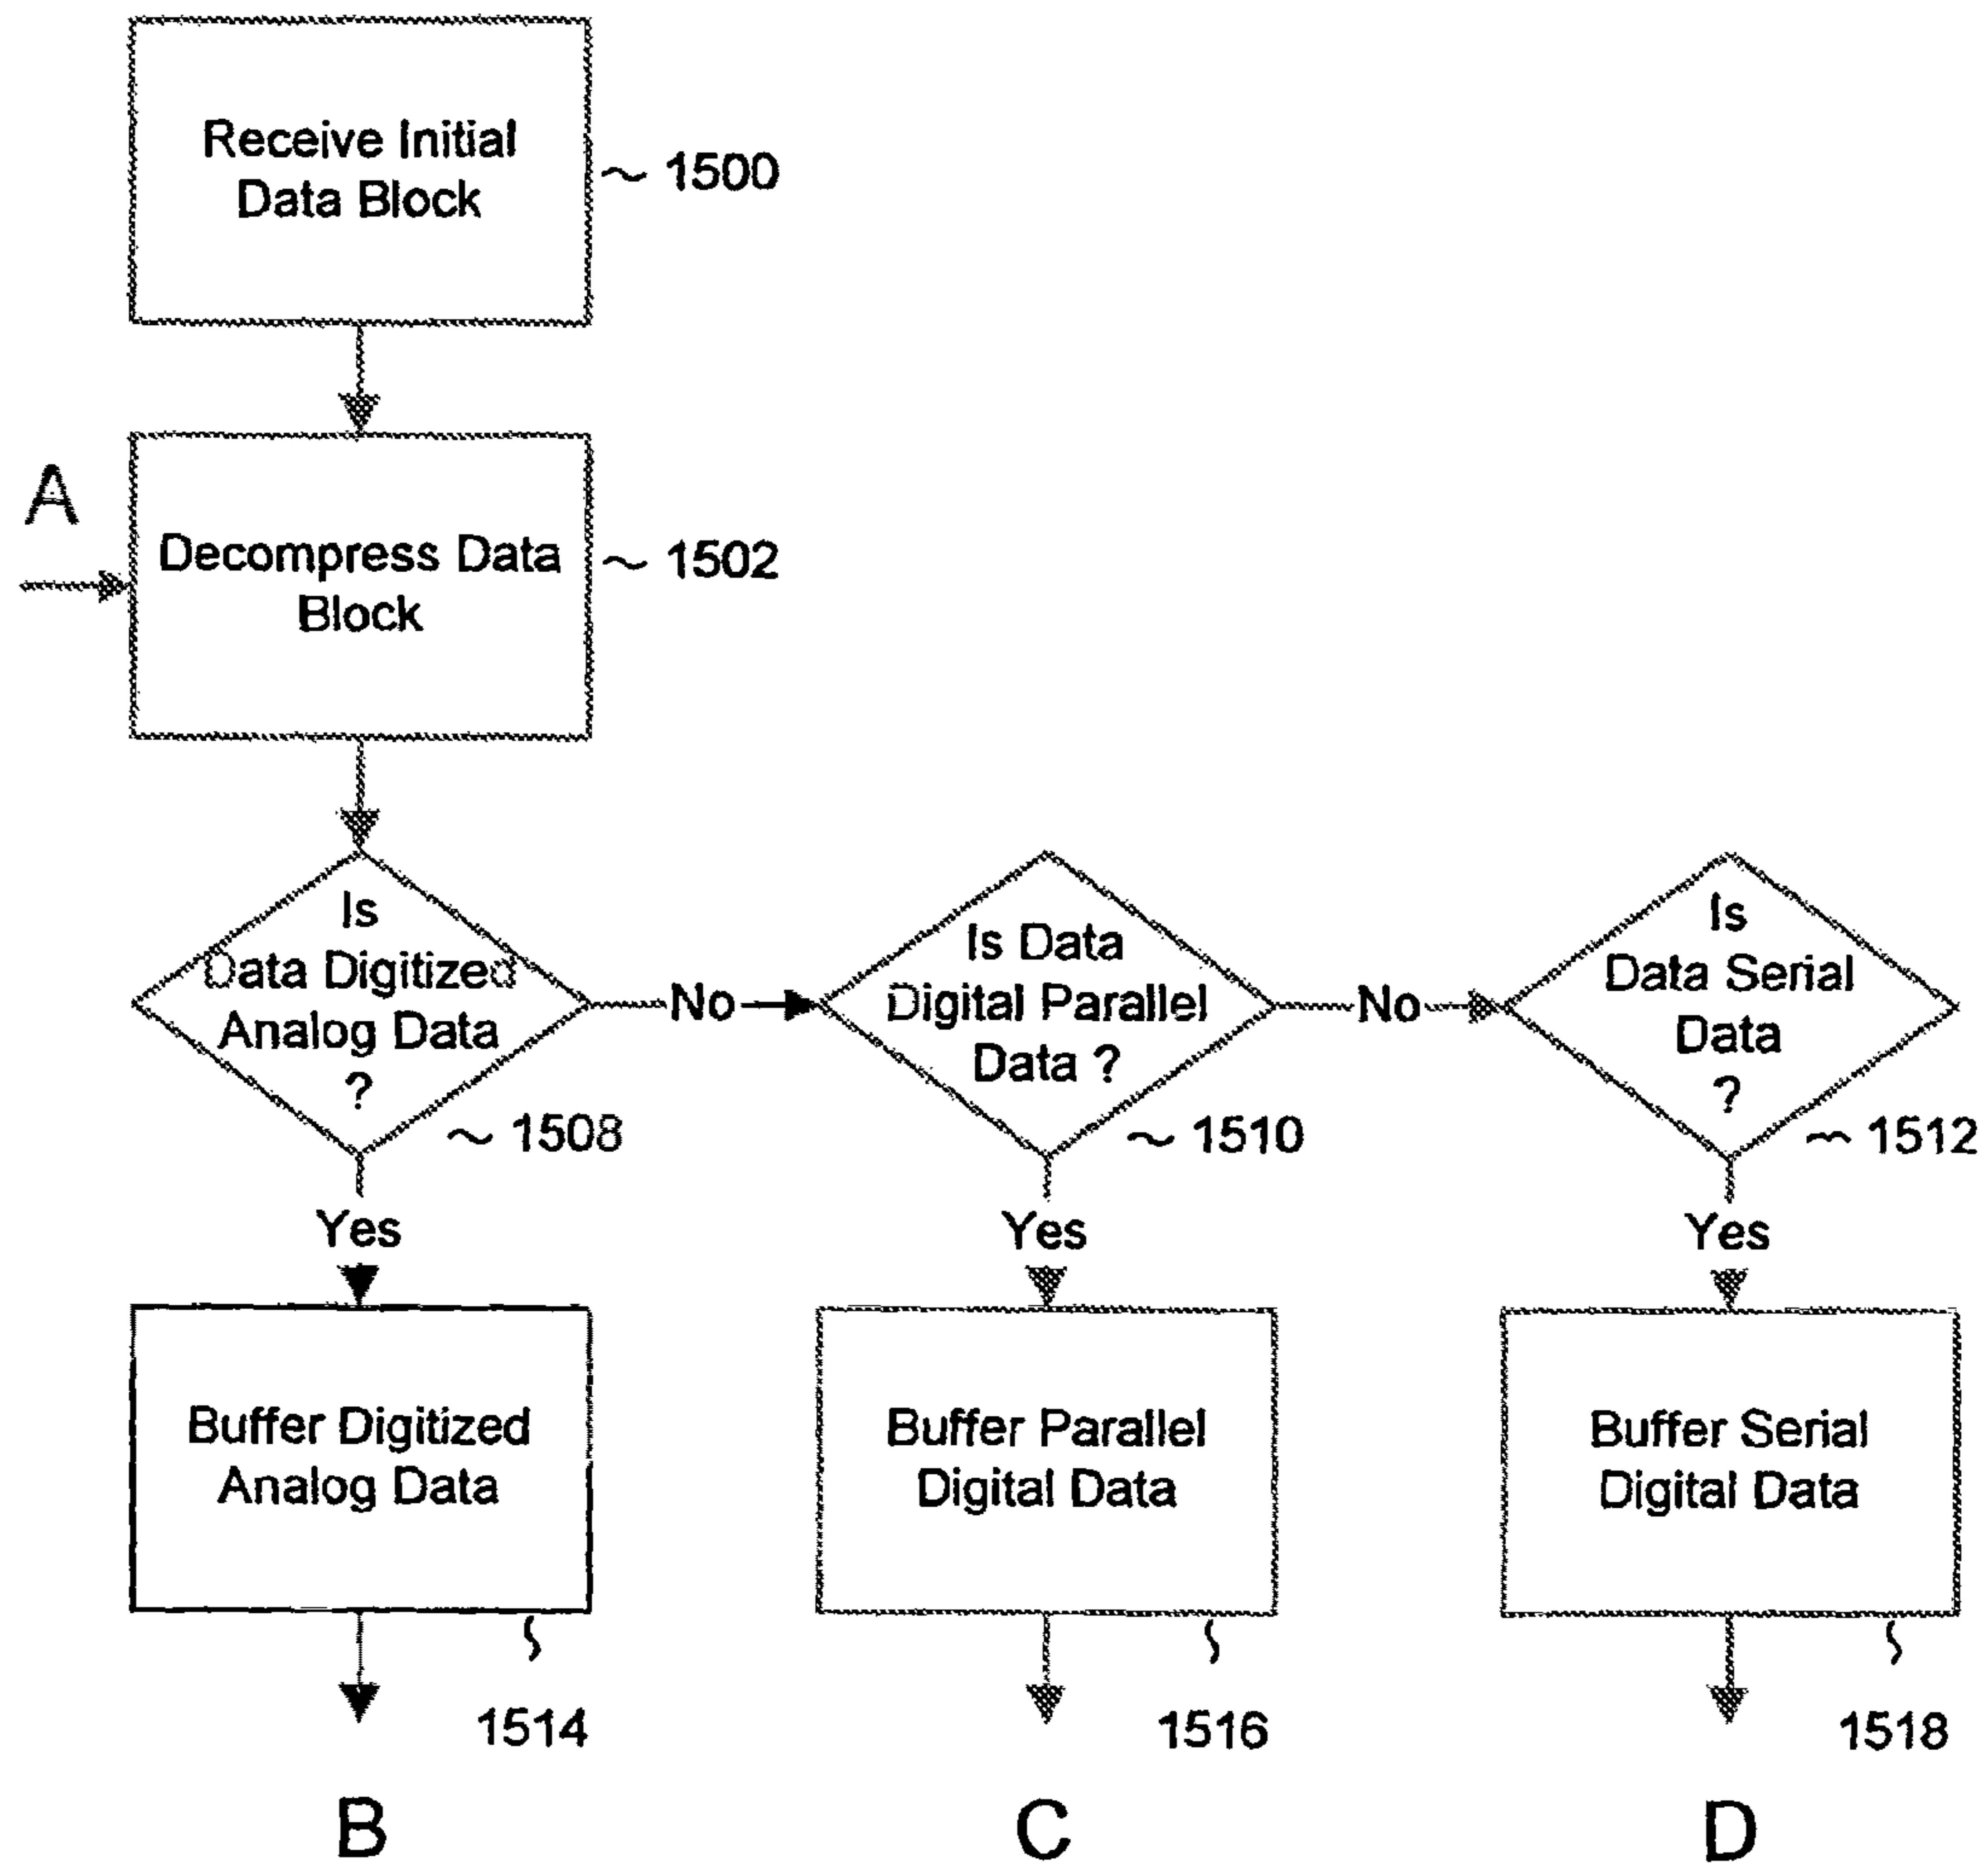 Receive Initial
Data Block
1500
A
Decompress Data
Block
1502
Is
Data Digitized
Analog Data
?
1508
No
Is Data
Digital Parallel
Data ?
1510
No
Is
Data Serial
Data
?
1512
Yes
Yes
Yes
Buffer Digitized
Analog Data
1514
Buffer Parallel
Digital Data
1516
Buffer Serial
Digital Data
1518
B
C
D